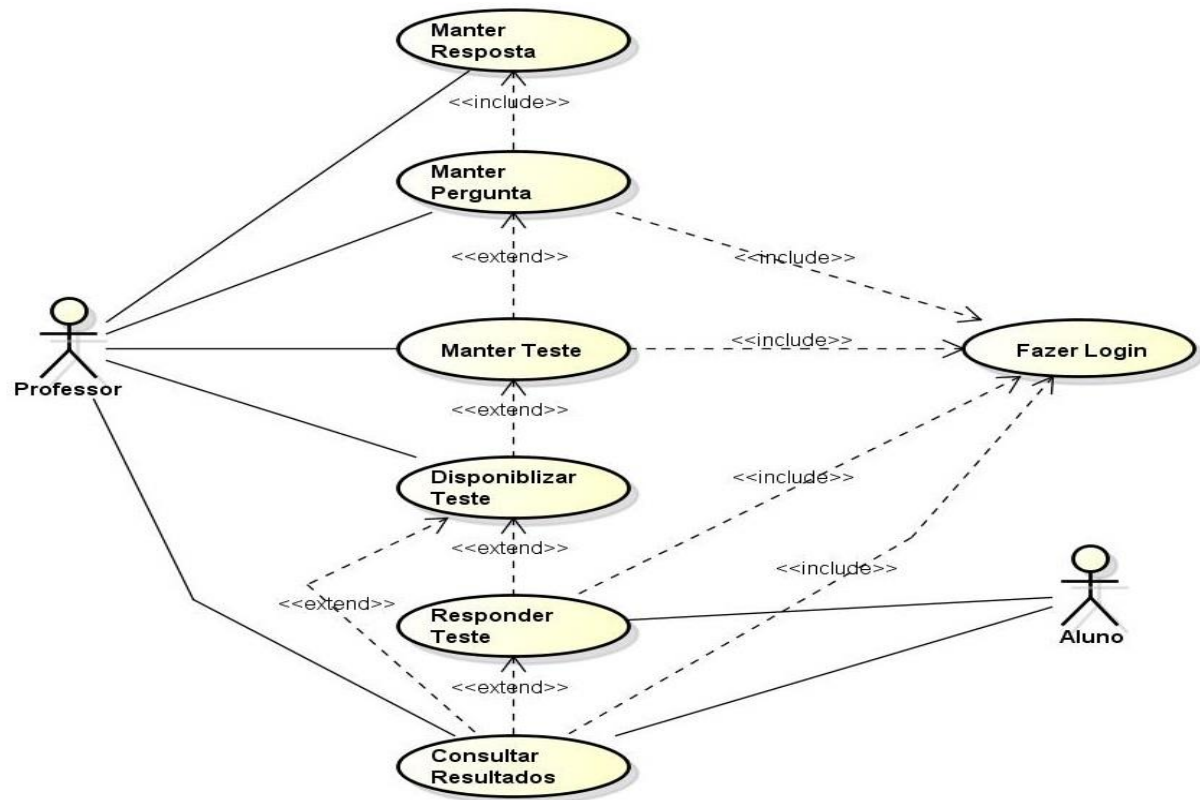 Manter
Resposta
<<include>>
Manter
Pergunta
<<extend>>
<<include>>
Professor
Manter Teste
<<include>>
Fazer Login
<<extend>>
Disponiblizar
Teste
<<include>>
<<extend>>
<<include>>
<<extend>>
Responder
Teste
Aluno
<<extend>>
Consultar
Resultados